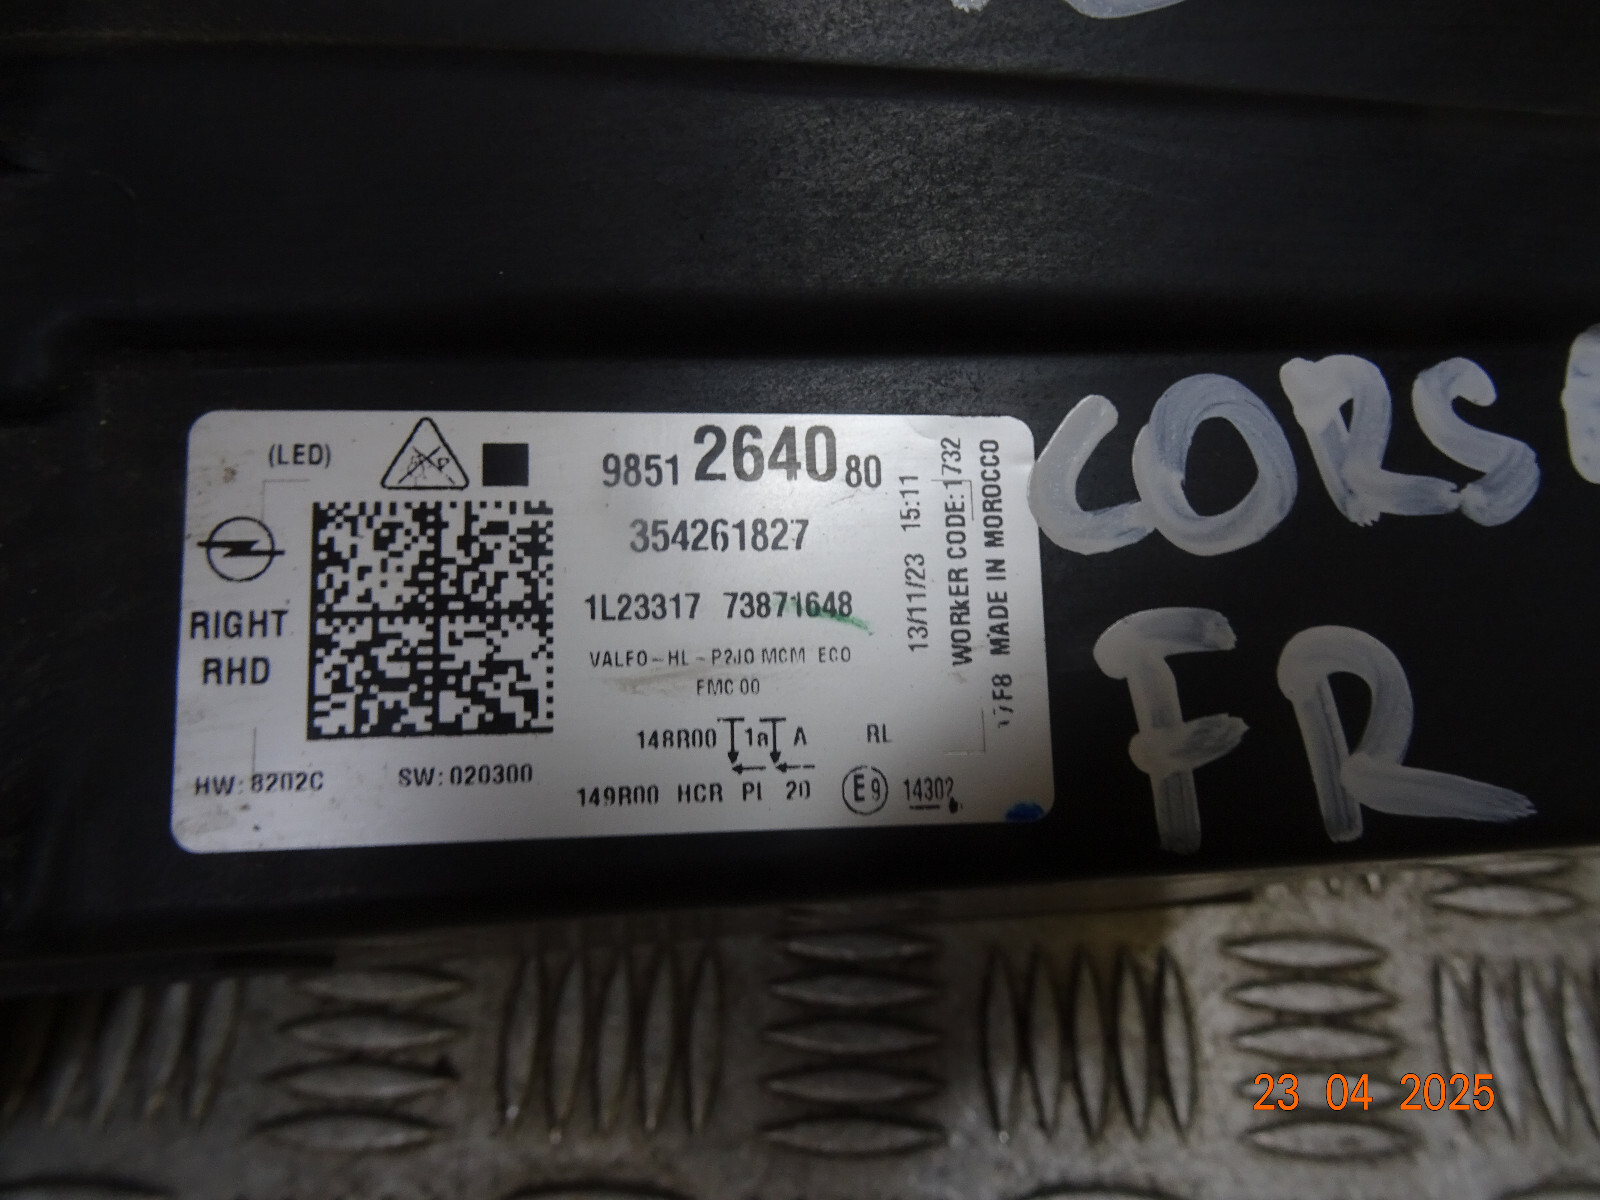 (LED)
9851 2640 80
354261827
1L23317 73871648
VALEO-HL - P2JO MCM ECO
FMC 00
148R00 1a A RL
149R00 HCR PL 20 E9 14302
RIGHT
RHD
HW: 8202C SW: 020300
13/11/23 15:11
WORKER CODE: 1732
17F8 MADE IN MOROCCO
CORS
FR
23 04 2025